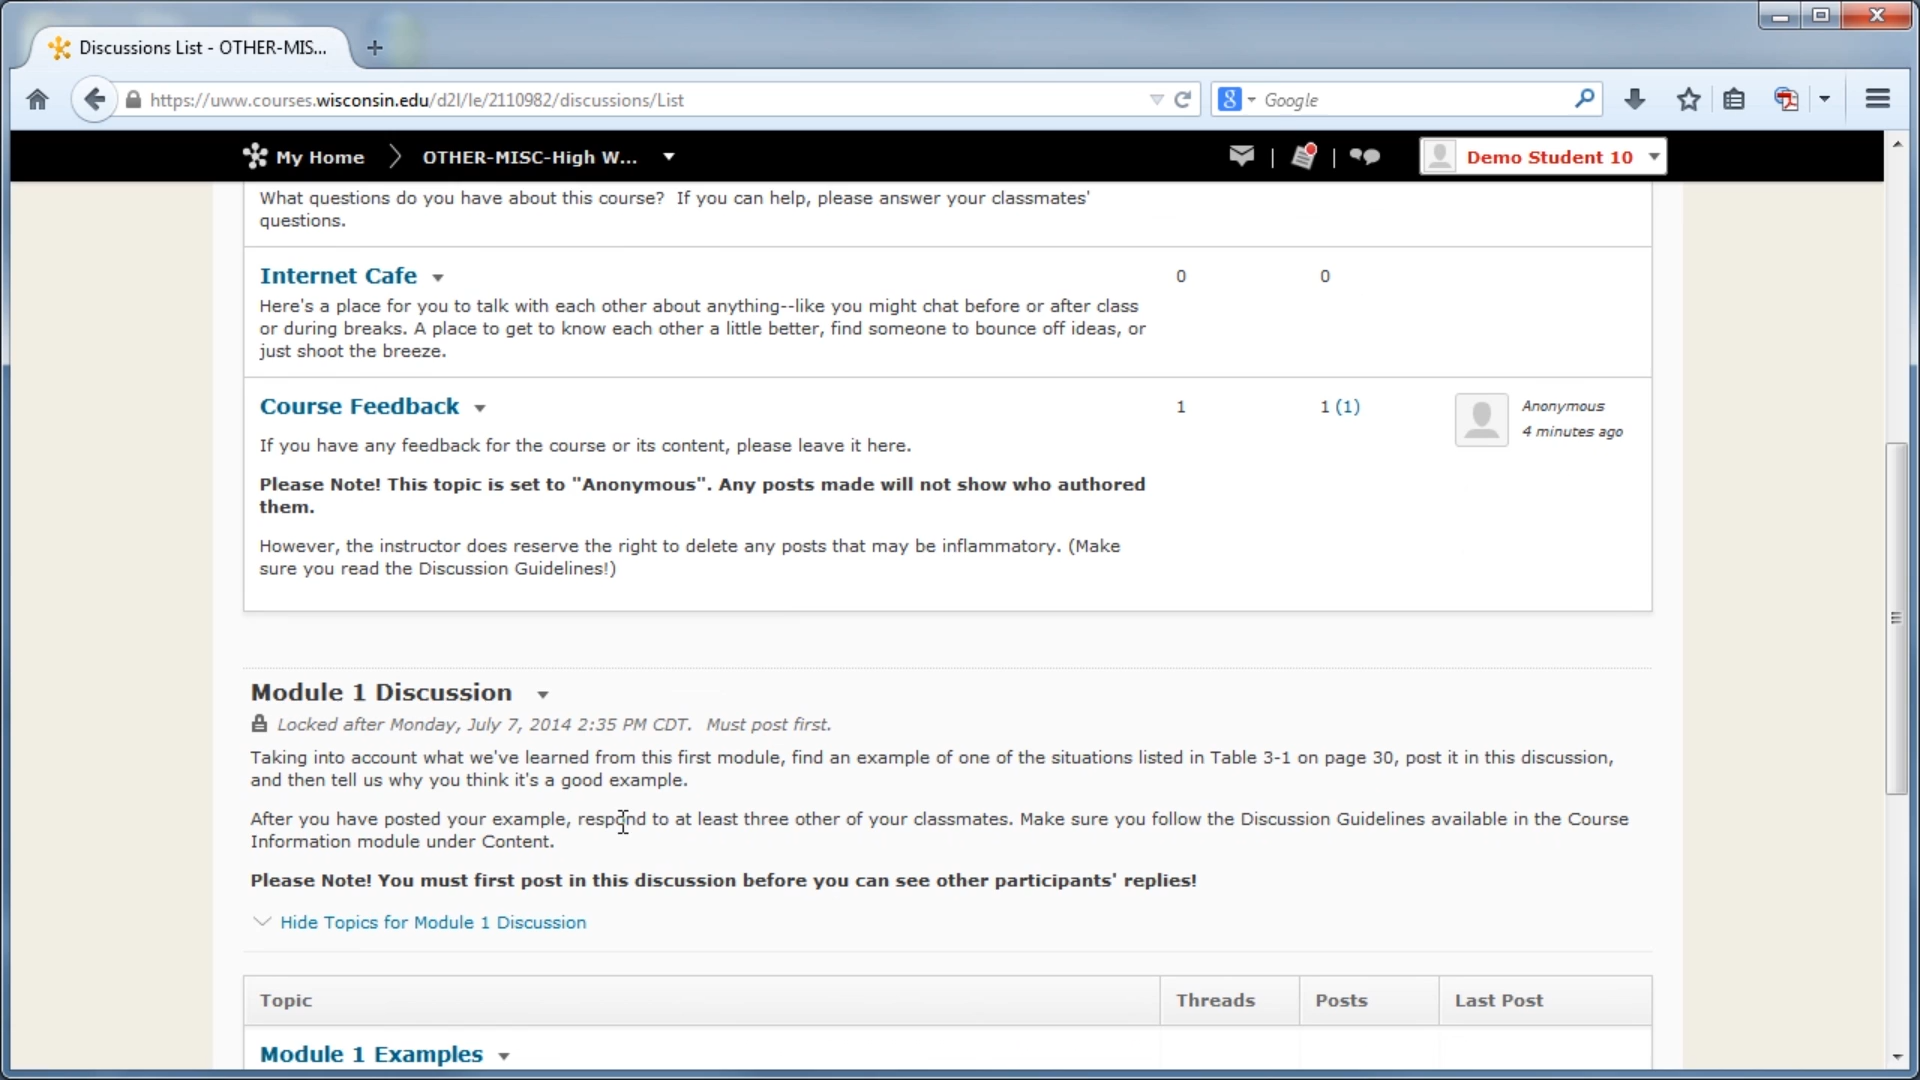 Discussions List - OTHER-MIS...
https://uww.courses.wisconsin.edu/d2l/le/2110982/discussions/List
8 Google
My Home
OTHER-MISC-High W...
Demo Student 10
What questions do you have about this course?  If you can help, please answer your classmates'
questions.
Internet Cafe
0
0
Here's a place for you to talk with each other about anything--like you might chat before or after class
or during breaks. A place to get to know each other a little better, find someone to bounce off ideas, or
just shoot the breeze.
Course Feedback
1
1 (1)
Anonymous
4 minutes ago
If you have any feedback for the course or its content, please leave it here.
Please Note! This topic is set to "Anonymous". Any posts made will not show who authored
them.
However, the instructor does reserve the right to delete any posts that may be inflammatory. (Make
sure you read the Discussion Guidelines!)
Module 1 Discussion
Locked after Monday, July 7, 2014 2:35 PM CDT.  Must post first.
Taking into account what we've learned from this first module, find an example of one of the situations listed in Table 3-1 on page 30, post it in this discussion,
and then tell us why you think it's a good example.
After you have posted your example, respond to at least three other of your classmates. Make sure you follow the Discussion Guidelines available in the Course
Information module under Content.
Please Note! You must first post in this discussion before you can see other participants' replies!
Hide Topics for Module 1 Discussion
Topic
Threads
Posts
Last Post
Module 1 Examples